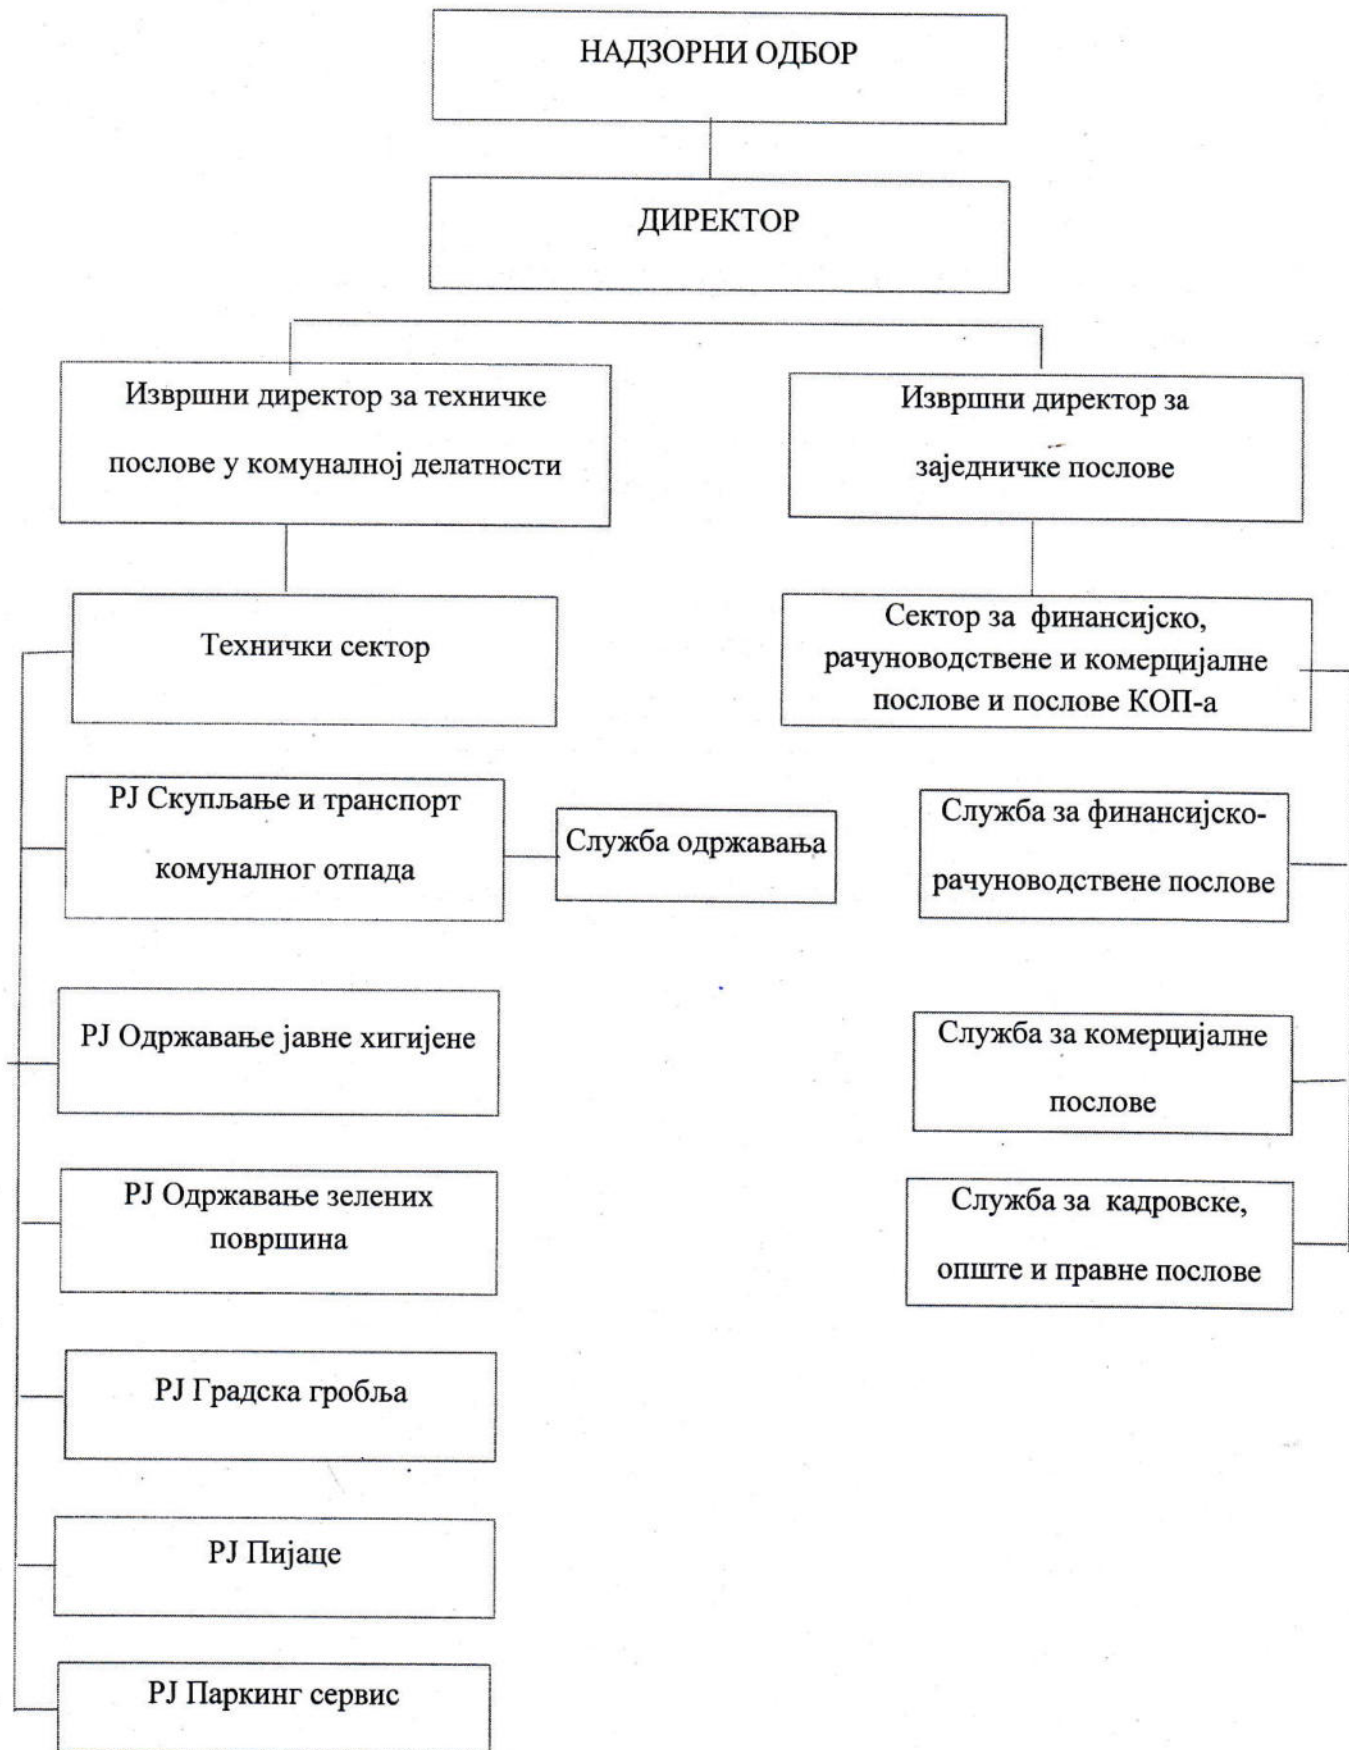 НАДЗОРНИ ОДБОР
ДИРЕКТОР
Извршни директор за техничке
послове у комуналној делатности
Извршни директор за
заједничке послове
Технички сектор
Сектор за финансијско,
рачуноводствене и комерцијалне
послове и послове КОП-а
РЈ Скупљање и транспорт
комуналног отпада
Служба одржавања
Служба за финансијско-
рачуноводствене послове
РЈ Одржавање јавне хигијене
Служба за комерцијалне
послове
РЈ Одржавање зелених
површина
Служба за кадровске,
опште и правне послове
РЈ Градска гробља
РЈ Пијаце
РЈ Паркинг сервис